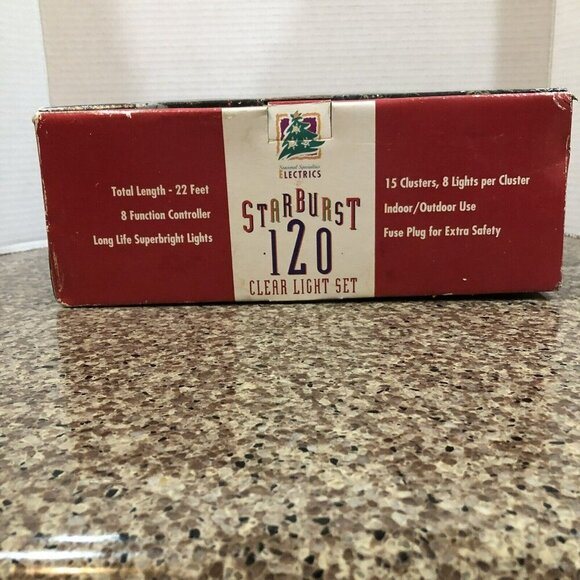 Total Length - 22 Feet
8 Function Controller
Long Life Superbright Lights
Seasonal Specialties
ELECTRICS
STARBURST
120
CLEAR LIGHT SET
15 Clusters, 8 Lights per Cluster
Indoor/Outdoor Use
Fuse Plug for Extra Safety